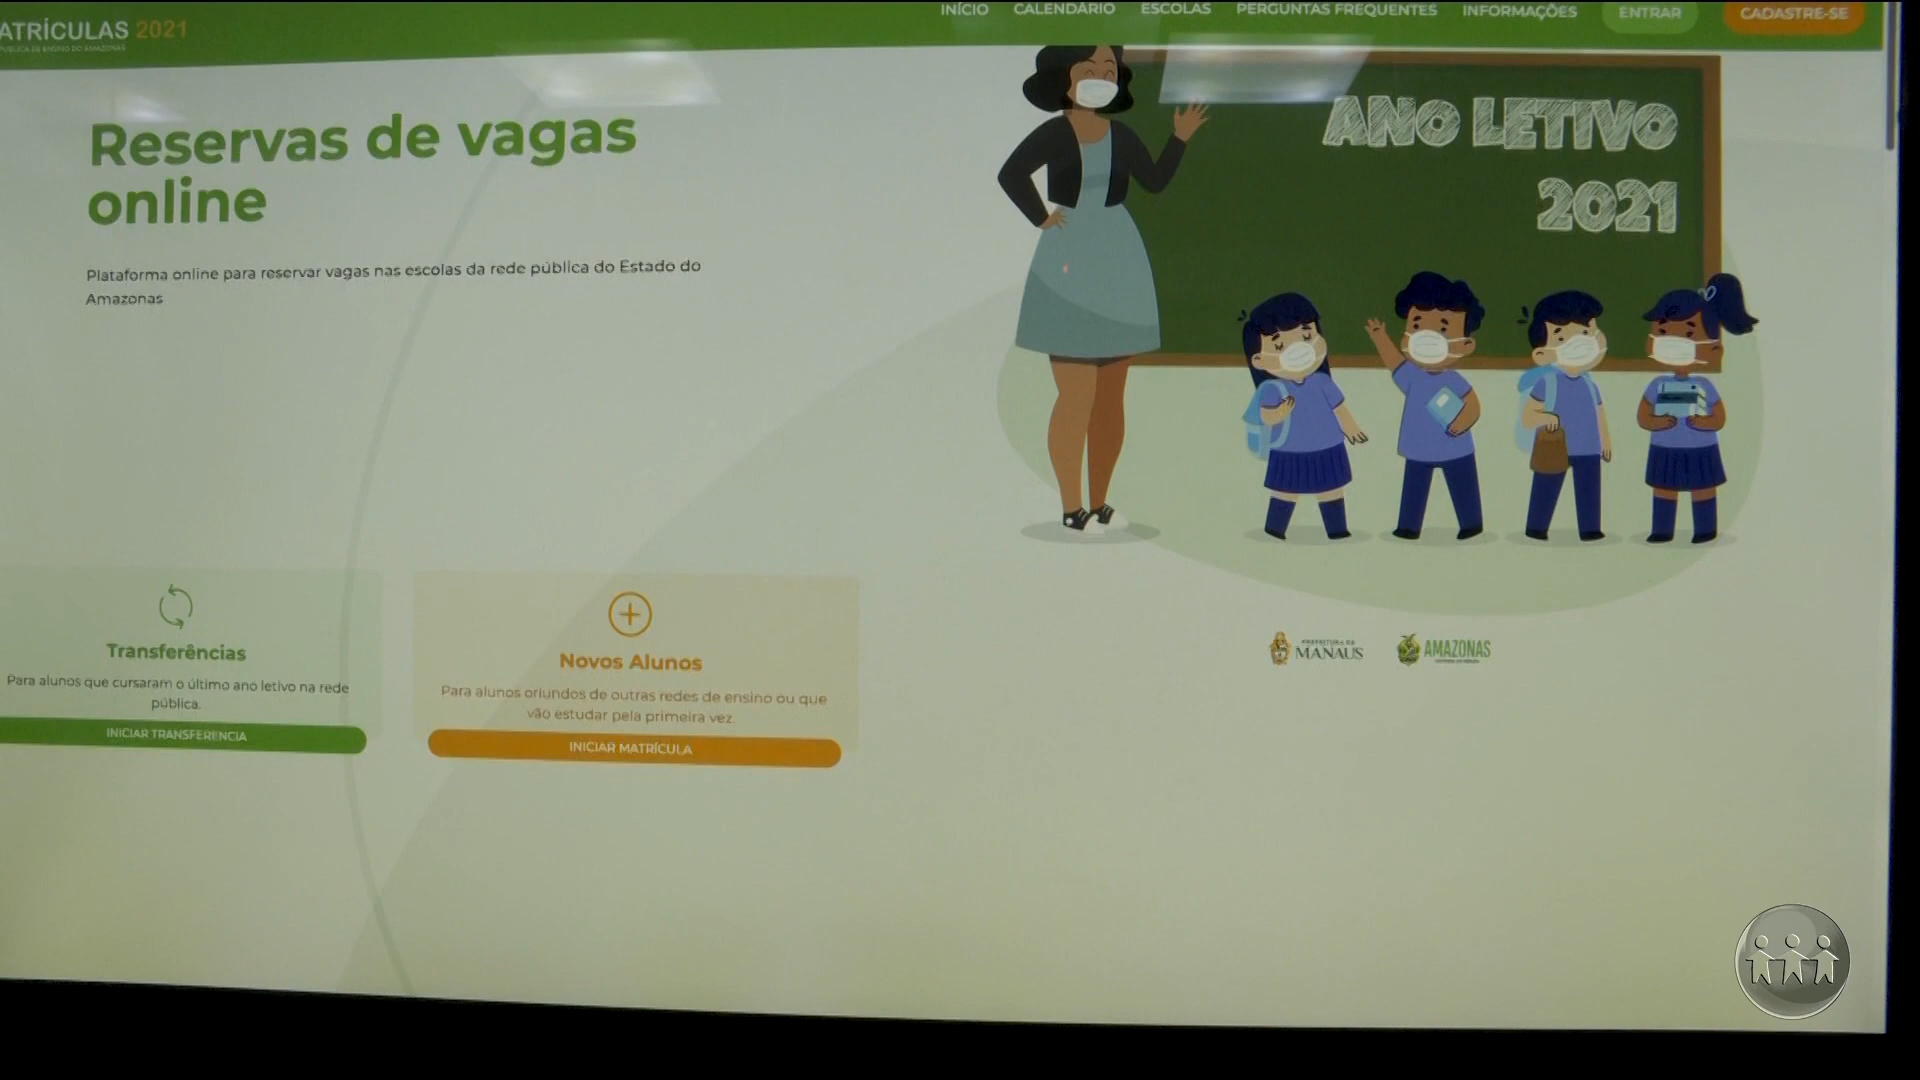 ATRÍCULAS 2021
INÍCIO CALENDÁRIO ESCOLAS PERGUNTAS FREQUENTES INFORMAÇÕES ENTRAR CADASTRE-SE
Reservas de vagas
online
Plataforma online para reservar vagas nas escolas da rede pública do Estado do
Amazonas
ANO LETIVO
2021
Transferências
Para alunos que cursaram o último ano letivo na rede
pública.
INICIAR TRANSFERENCIA
Novos Alunos
Para alunos oriundos de outras redes de ensino ou que
vão estudar pela primeira vez.
INICIAR MATRÍCULA
PREFEITURA DE
MANAUS
AMAZONAS